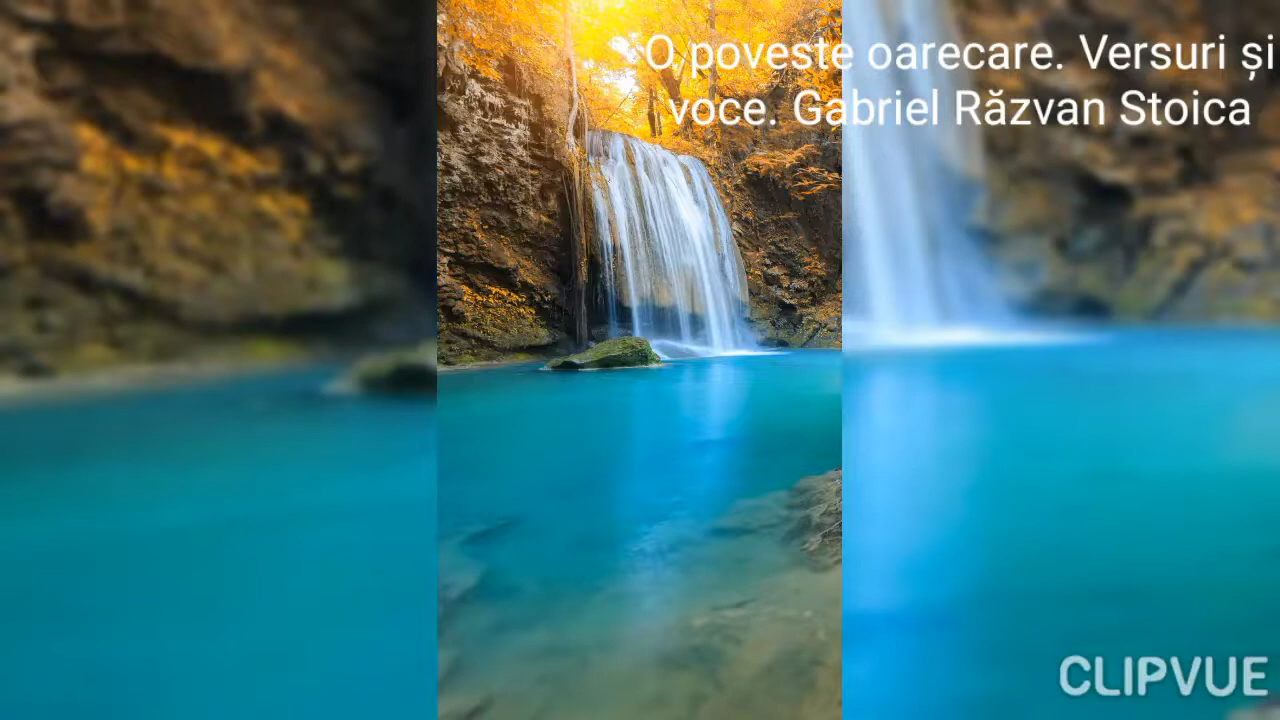 O poveste oarecare. Versuri și
voce. Gabriel Răzvan Stoica
CLIPVUE